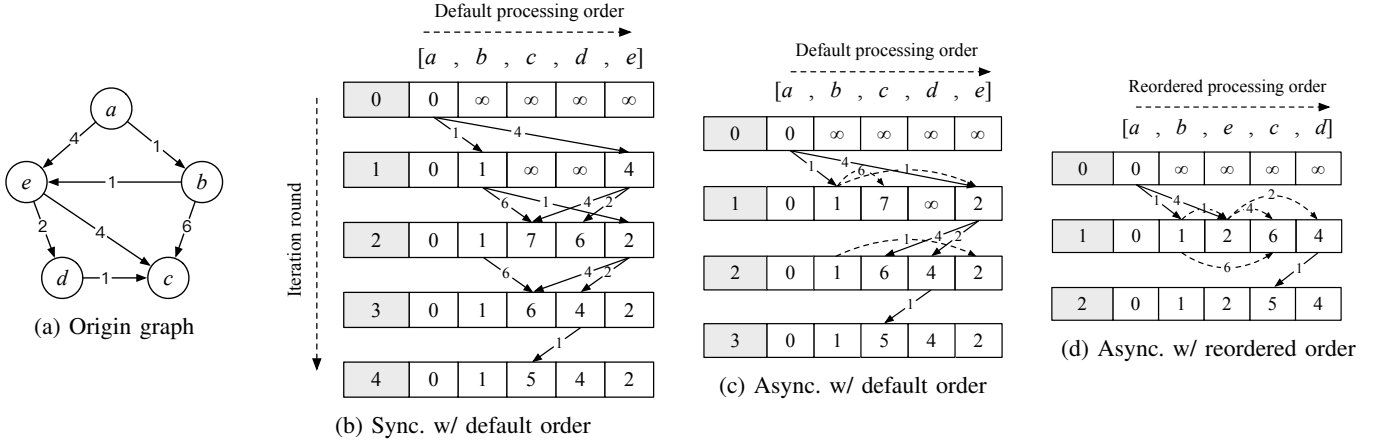 a
4
1
e
1
b
2
4
6
d
1
c
(a) Origin graph
Default processing order
[a , b , c , d , e]
Iteration round
0 0 ∞ ∞ ∞ ∞
1 4
1 0 1 ∞ ∞ 4
6 1 4 2
2 0 1 7 6 2
6 4 2
3 0 1 6 4 2
1
4 0 1 5 4 2
(b) Sync. w/ default order
Default processing order
[a , b , c , d , e]
0 0 ∞ ∞ ∞ ∞
1 4 6 1
1 0 1 7 ∞ 2
1 4 2
2 0 1 6 4 2
1
3 0 1 5 4 2
(c) Async. w/ default order
Reordered processing order
[a , b , e , c , d]
0 0 ∞ ∞ ∞ ∞
1 4 1 4 2
1 0 1 2 6 4
6 1
2 0 1 2 5 4
(d) Async. w/ reordered order